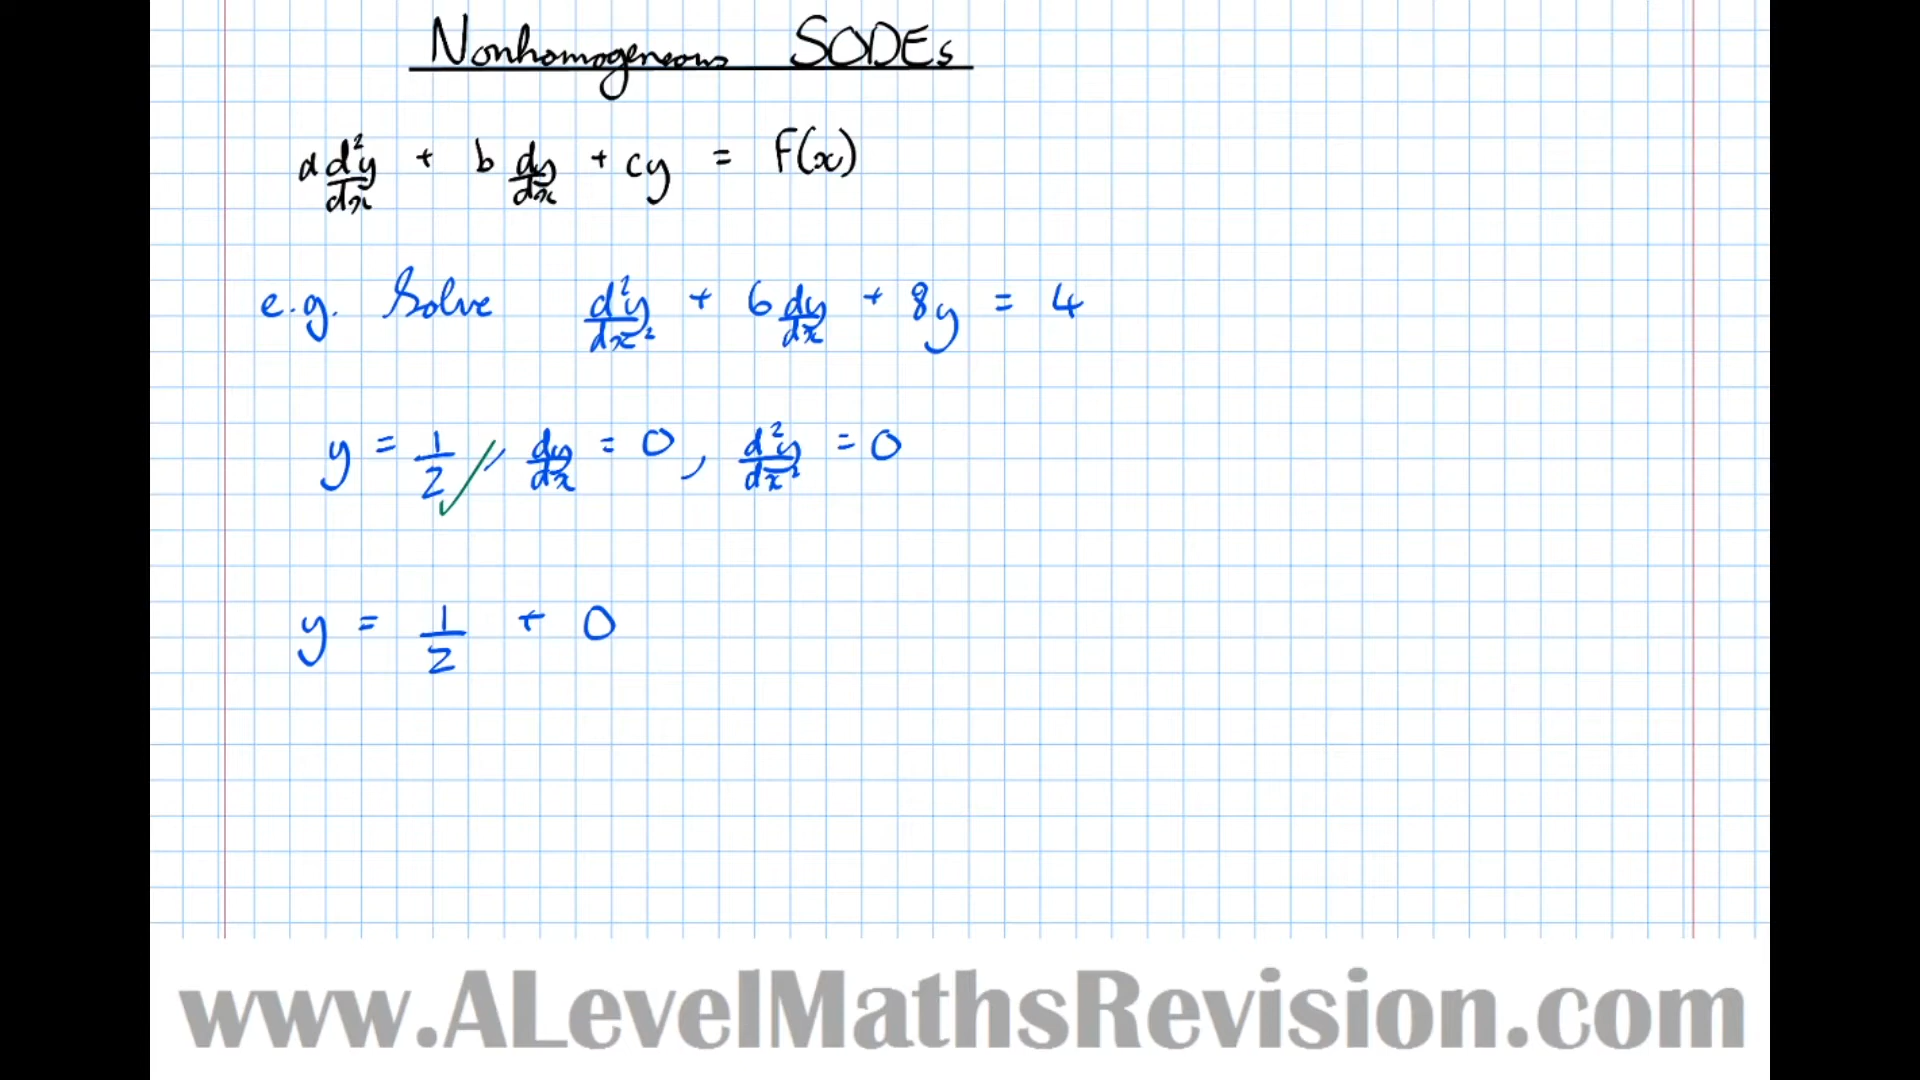 Nonhomogeneous SODEs
a d²y/dx + b dy/dx + cy = f(x)
e.g. Solve d²y/dx² + 6 dy/dx + 8y = 4
y = 1/2 ✓, dy/dx = 0, d²y/dx² = 0
y = 1/2 + 0
www.ALevelMathsRevision.com